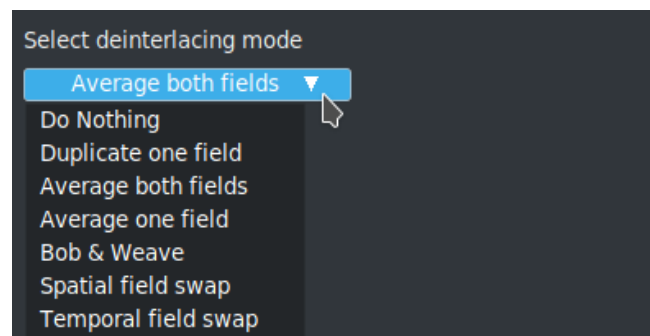 Select deinterlacing mode
Average both fields
Do Nothing
Duplicate one field
Average both fields
Average one field
Bob & Weave
Spatial field swap
Temporal field swap